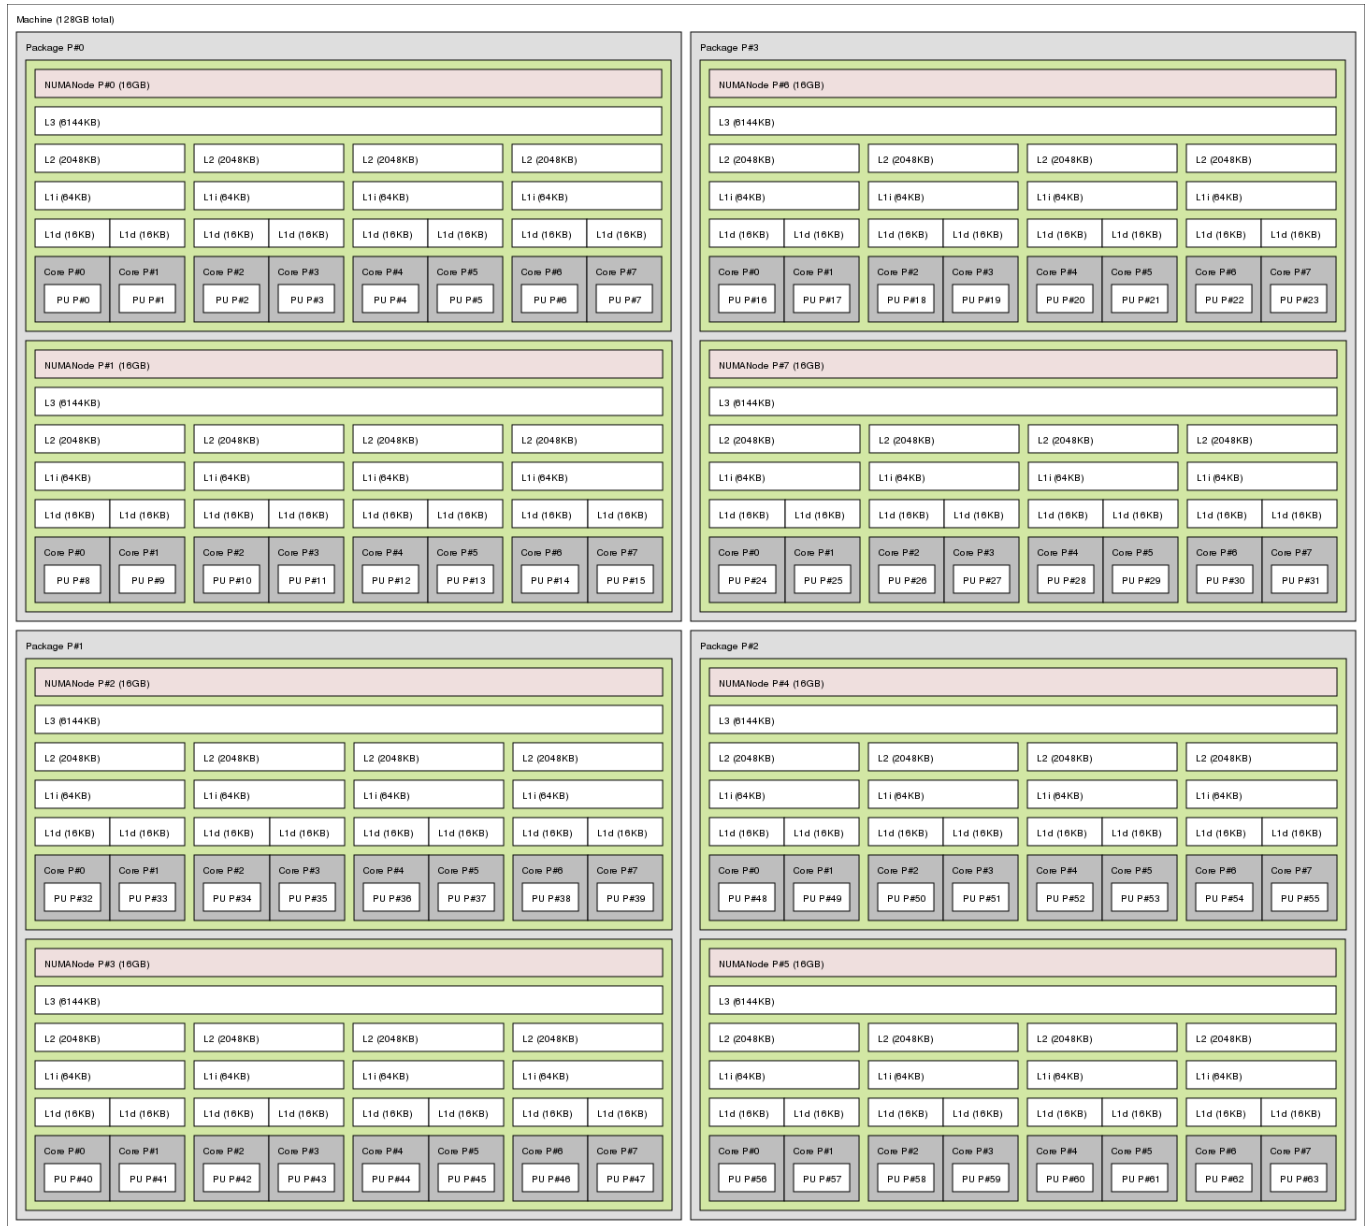 Machine (128GB total)
Package P#0
NUMANode P#0 (16GB)
L3 (6144KB)
L2 (2048KB) L2 (2048KB) L2 (2048KB) L2 (2048KB)
L1i (64KB) L1i (64KB) L1i (64KB) L1i (64KB)
L1d (16KB) L1d (16KB) L1d (16KB) L1d (16KB) L1d (16KB) L1d (16KB) L1d (16KB) L1d (16KB)
Core P#0 Core P#1 Core P#2 Core P#3 Core P#4 Core P#5 Core P#6 Core P#7
PU P#0 PU P#1 PU P#2 PU P#3 PU P#4 PU P#5 PU P#6 PU P#7
NUMANode P#1 (16GB)
L3 (6144KB)
L2 (2048KB) L2 (2048KB) L2 (2048KB) L2 (2048KB)
L1i (64KB) L1i (64KB) L1i (64KB) L1i (64KB)
L1d (16KB) L1d (16KB) L1d (16KB) L1d (16KB) L1d (16KB) L1d (16KB) L1d (16KB) L1d (16KB)
Core P#0 Core P#1 Core P#2 Core P#3 Core P#4 Core P#5 Core P#6 Core P#7
PU P#8 PU P#9 PU P#10 PU P#11 PU P#12 PU P#13 PU P#14 PU P#15
Package P#3
NUMANode P#6 (16GB)
L3 (6144KB)
L2 (2048KB) L2 (2048KB) L2 (2048KB) L2 (2048KB)
L1i (64KB) L1i (64KB) L1i (64KB) L1i (64KB)
L1d (16KB) L1d (16KB) L1d (16KB) L1d (16KB) L1d (16KB) L1d (16KB) L1d (16KB) L1d (16KB)
Core P#0 Core P#1 Core P#2 Core P#3 Core P#4 Core P#5 Core P#6 Core P#7
PU P#16 PU P#17 PU P#18 PU P#19 PU P#20 PU P#21 PU P#22 PU P#23
NUMANode P#7 (16GB)
L3 (6144KB)
L2 (2048KB) L2 (2048KB) L2 (2048KB) L2 (2048KB)
L1i (64KB) L1i (64KB) L1i (64KB) L1i (64KB)
L1d (16KB) L1d (16KB) L1d (16KB) L1d (16KB) L1d (16KB) L1d (16KB) L1d (16KB) L1d (16KB)
Core P#0 Core P#1 Core P#2 Core P#3 Core P#4 Core P#5 Core P#6 Core P#7
PU P#24 PU P#25 PU P#26 PU P#27 PU P#28 PU P#29 PU P#30 PU P#31
Package P#1
NUMANode P#2 (16GB)
L3 (6144KB)
L2 (2048KB) L2 (2048KB) L2 (2048KB) L2 (2048KB)
L1i (64KB) L1i (64KB) L1i (64KB) L1i (64KB)
L1d (16KB) L1d (16KB) L1d (16KB) L1d (16KB) L1d (16KB) L1d (16KB) L1d (16KB) L1d (16KB)
Core P#0 Core P#1 Core P#2 Core P#3 Core P#4 Core P#5 Core P#6 Core P#7
PU P#32 PU P#33 PU P#34 PU P#35 PU P#36 PU P#37 PU P#38 PU P#39
NUMANode P#3 (16GB)
L3 (6144KB)
L2 (2048KB) L2 (2048KB) L2 (2048KB) L2 (2048KB)
L1i (64KB) L1i (64KB) L1i (64KB) L1i (64KB)
L1d (16KB) L1d (16KB) L1d (16KB) L1d (16KB) L1d (16KB) L1d (16KB) L1d (16KB) L1d (16KB)
Core P#0 Core P#1 Core P#2 Core P#3 Core P#4 Core P#5 Core P#6 Core P#7
PU P#40 PU P#41 PU P#42 PU P#43 PU P#44 PU P#45 PU P#46 PU P#47
Package P#2
NUMANode P#4 (16GB)
L3 (6144KB)
L2 (2048KB) L2 (2048KB) L2 (2048KB) L2 (2048KB)
L1i (64KB) L1i (64KB) L1i (64KB) L1i (64KB)
L1d (16KB) L1d (16KB) L1d (16KB) L1d (16KB) L1d (16KB) L1d (16KB) L1d (16KB) L1d (16KB)
Core P#0 Core P#1 Core P#2 Core P#3 Core P#4 Core P#5 Core P#6 Core P#7
PU P#48 PU P#49 PU P#50 PU P#51 PU P#52 PU P#53 PU P#54 PU P#55
NUMANode P#5 (16GB)
L3 (6144KB)
L2 (2048KB) L2 (2048KB) L2 (2048KB) L2 (2048KB)
L1i (64KB) L1i (64KB) L1i (64KB) L1i (64KB)
L1d (16KB) L1d (16KB) L1d (16KB) L1d (16KB) L1d (16KB) L1d (16KB) L1d (16KB) L1d (16KB)
Core P#0 Core P#1 Core P#2 Core P#3 Core P#4 Core P#5 Core P#6 Core P#7
PU P#56 PU P#57 PU P#58 PU P#59 PU P#60 PU P#61 PU P#62 PU P#63